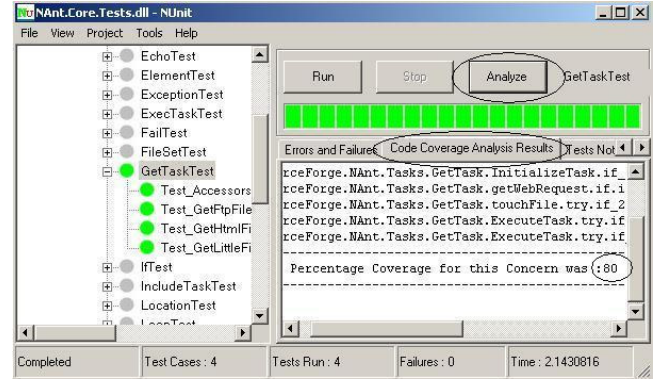 NAnt.Core.Tests.dll - NUnit
File View Project Tools Help
EchoTest
ElementTest
ExceptionTest
ExecTaskTest
FailTest
FileSetTest
GetTaskTest
Test_Accessors
Test_GetFtpFile
Test_GetHtmlFi
Test_GetLittleFi
IfTest
IncludeTaskTest
LocationTest
LoopTest
Run Stop Analyze GetTaskTest
Errors and Failures Code Coverage Analysis Results Tests Not
rceForge.NAnt.Tasks.GetTask.InitializeTask.if_
rceForge.NAnt.Tasks.GetTask.getWebRequest.if.i
rceForge.NAnt.Tasks.GetTask.touchFile.try.if_2
rceForge.NAnt.Tasks.GetTask.ExecuteTask.try.if
rceForge.NAnt.Tasks.GetTask.ExecuteTask.try.if_
Percentage Coverage for this Concern was :80
Completed Test Cases : 4 Tests Run : 4 Failures : 0 Time : 2.1430816